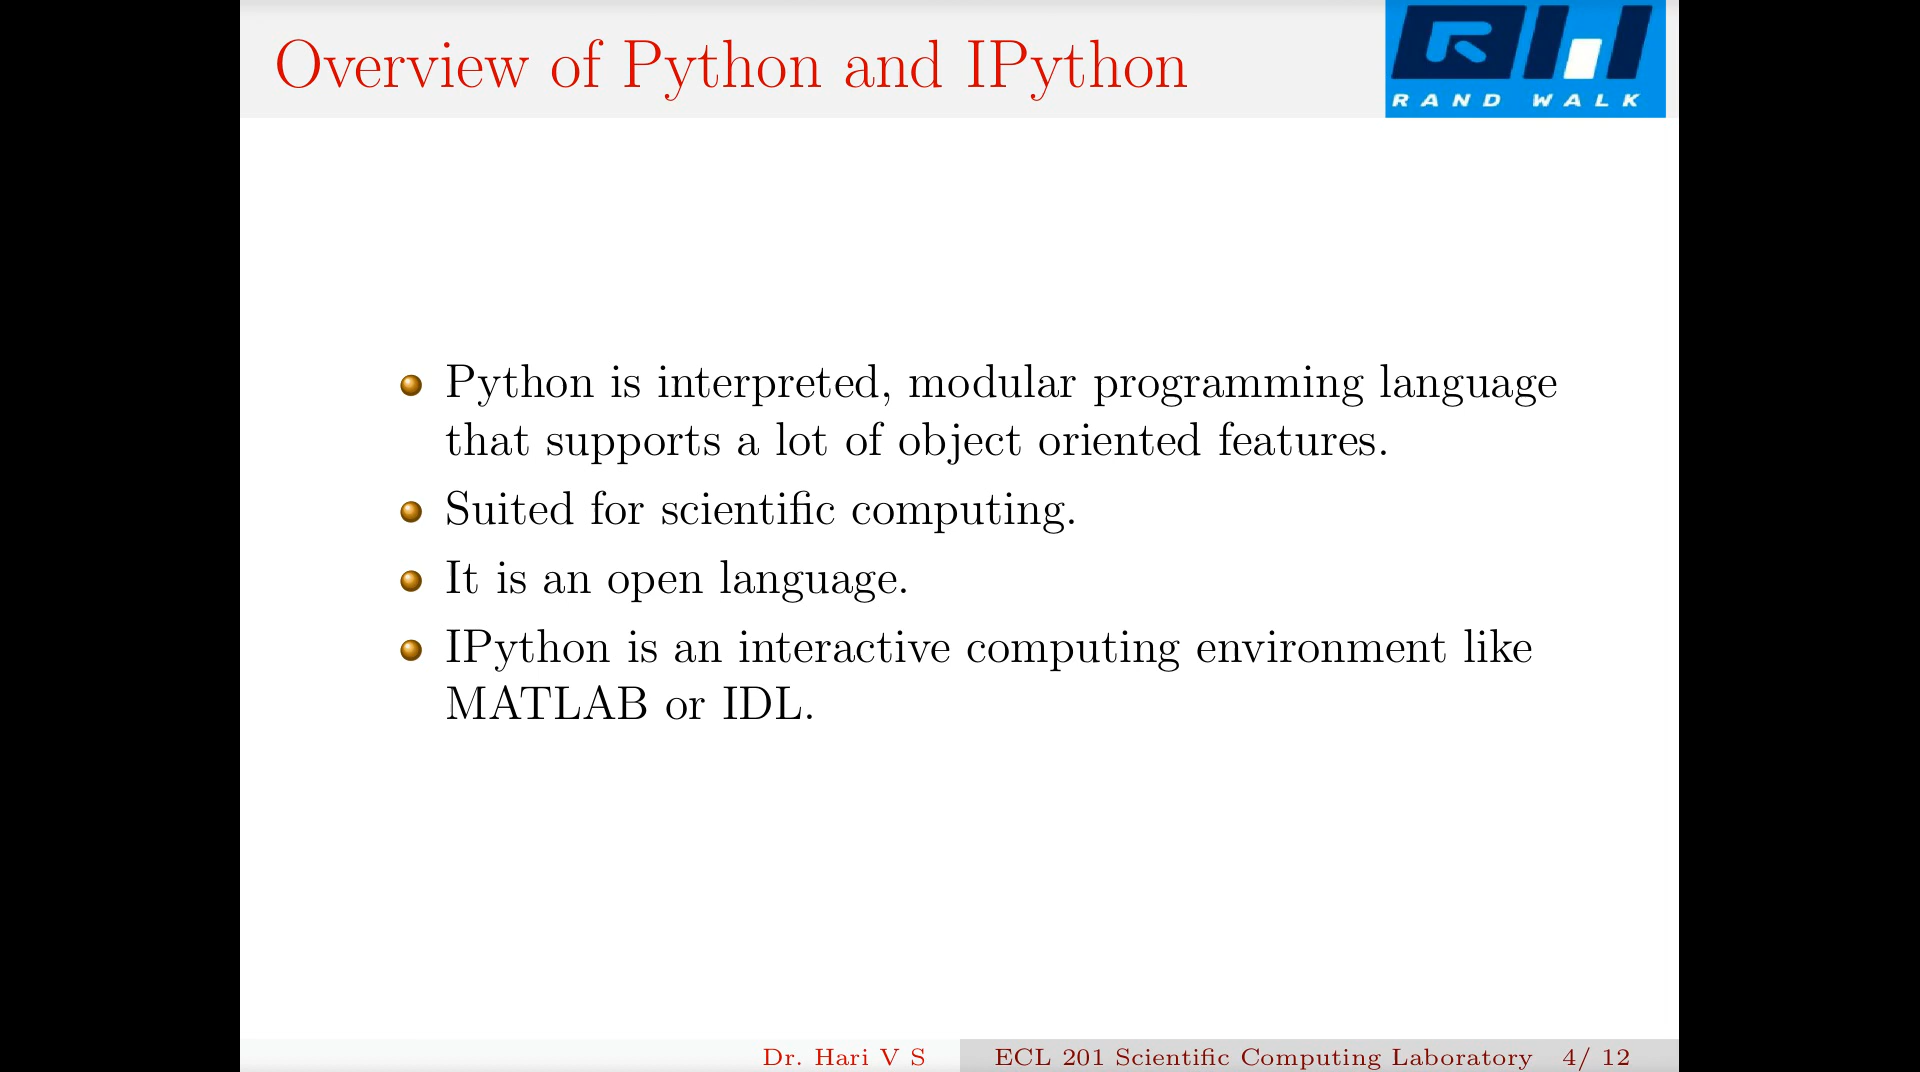 Overview of Python and IPython
RAND WALK
Python is interpreted, modular programming language
that supports a lot of object oriented features.
Suited for scientific computing.
It is an open language.
IPython is an interactive computing environment like
MATLAB or IDL.
Dr. Hari V S ECL 201 Scientific Computing Laboratory 4/ 12